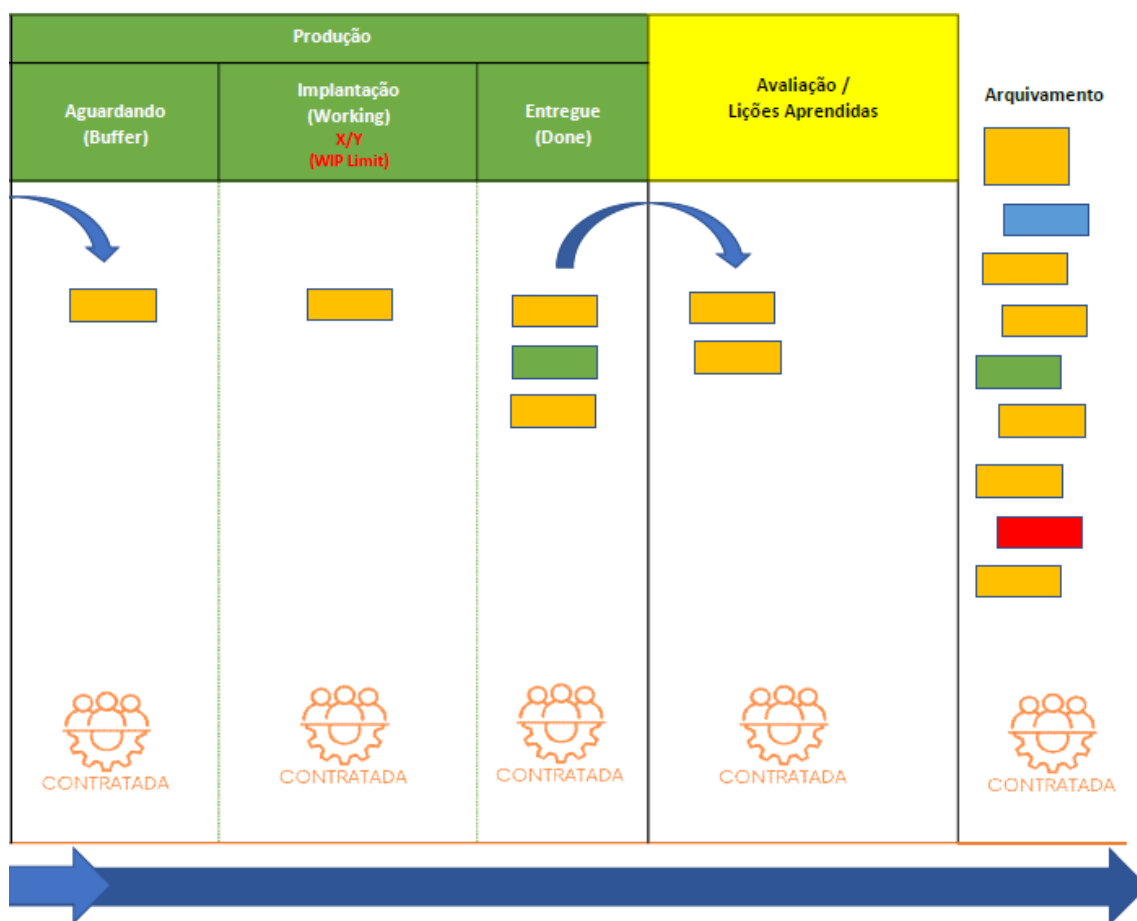 Produção
Aguardando
(Buffer)
Implantação
(Working)
X/Y
(WIP Limit)
Entregue
(Done)
Avaliação /
Lições Aprendidas
Arquivamento
CONTRATADA
CONTRATADA
CONTRATADA
CONTRATADA
CONTRATADA